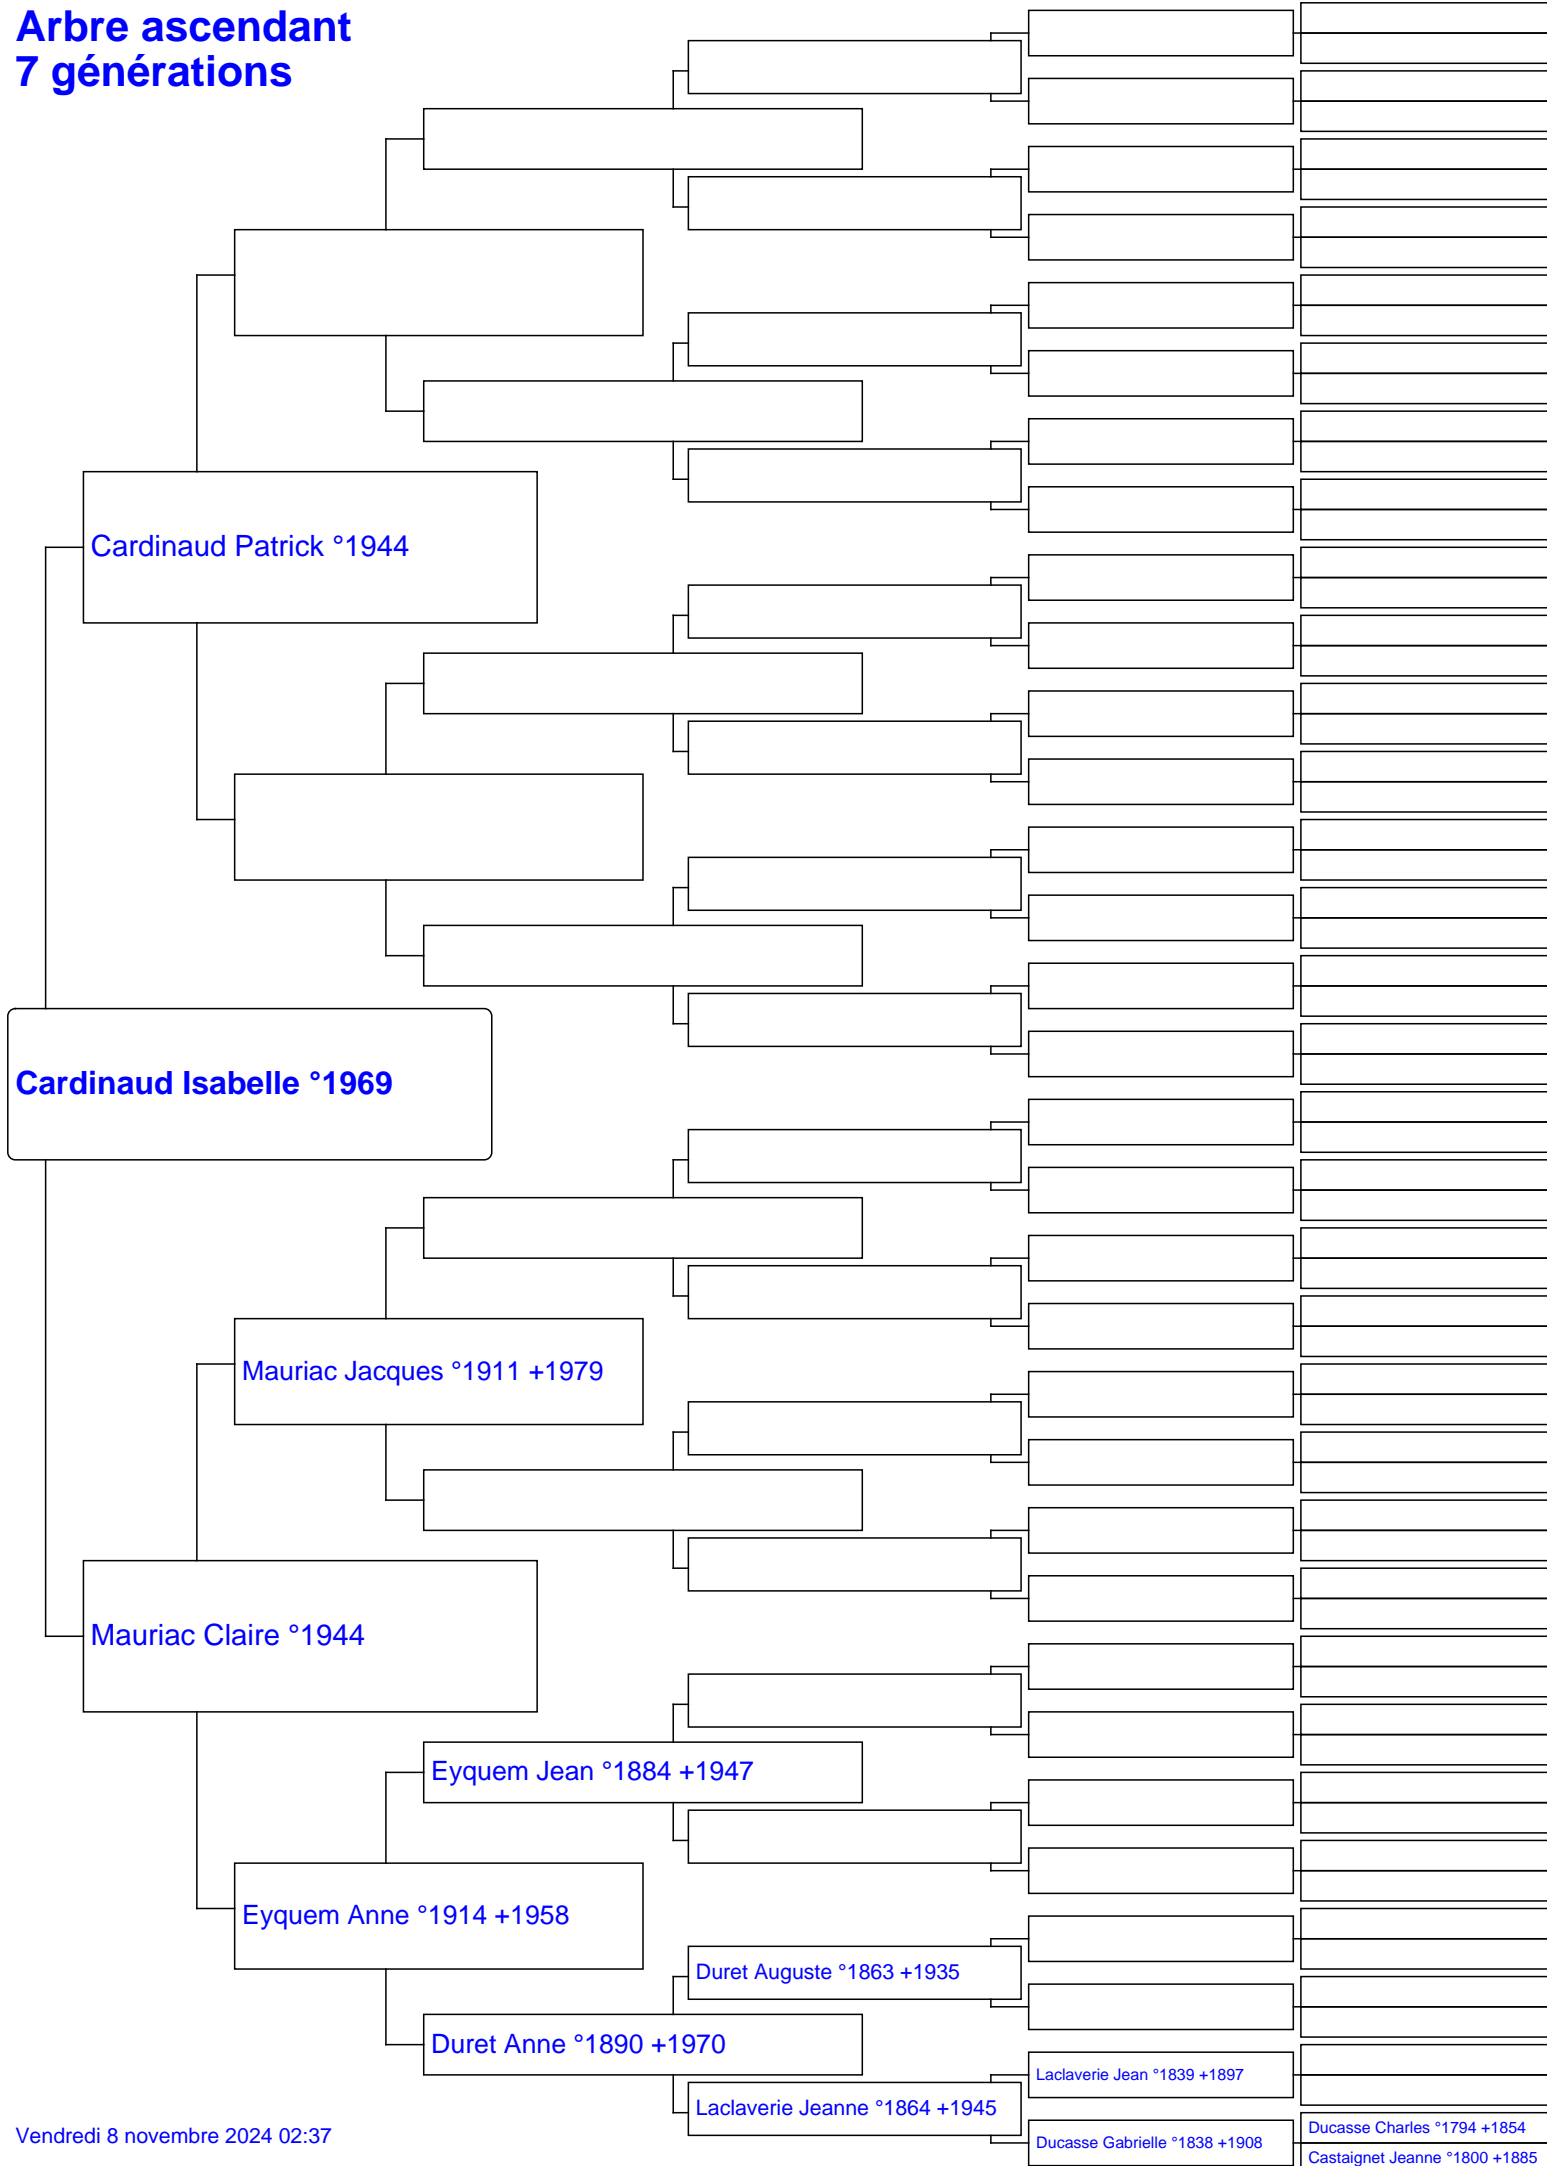 Arbre ascendant
7 générations
Cardinaud Patrick °1944
Cardinaud Isabelle °1969
Mauriac Jacques °1911 +1979
Mauriac Claire °1944
Eyquem Jean °1884 +1947
Eyquem Anne °1914 +1958
Duret Auguste °1863 +1935
Duret Anne °1890 +1970
Laclaverie Jean °1839 +1897
Laclaverie Jeanne °1864 +1945
Ducasse Charles °1794 +1854
Ducasse Gabrielle °1838 +1908
Castaignet Jeanne °1800 +1885
Vendredi 8 novembre 2024 02:37